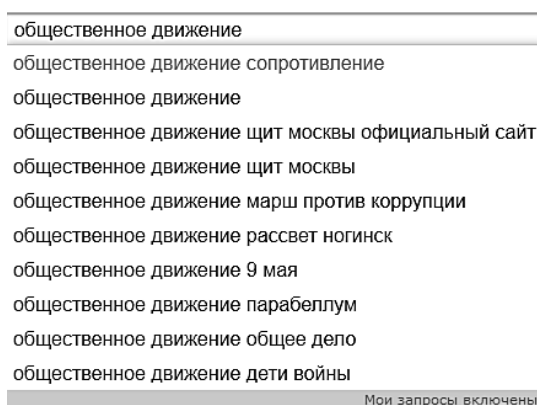 общественное движение
общественное движение сопротивление
общественное движение
общественное движение щит москвы официальный сайт
общественное движение щит москвы
общественное движение марш против коррупции
общественное движение рассвет ногинск
общественное движение 9 мая
общественное движение парабеллум
общественное движение общее дело
общественное движение дети войны
Мои запросы включены